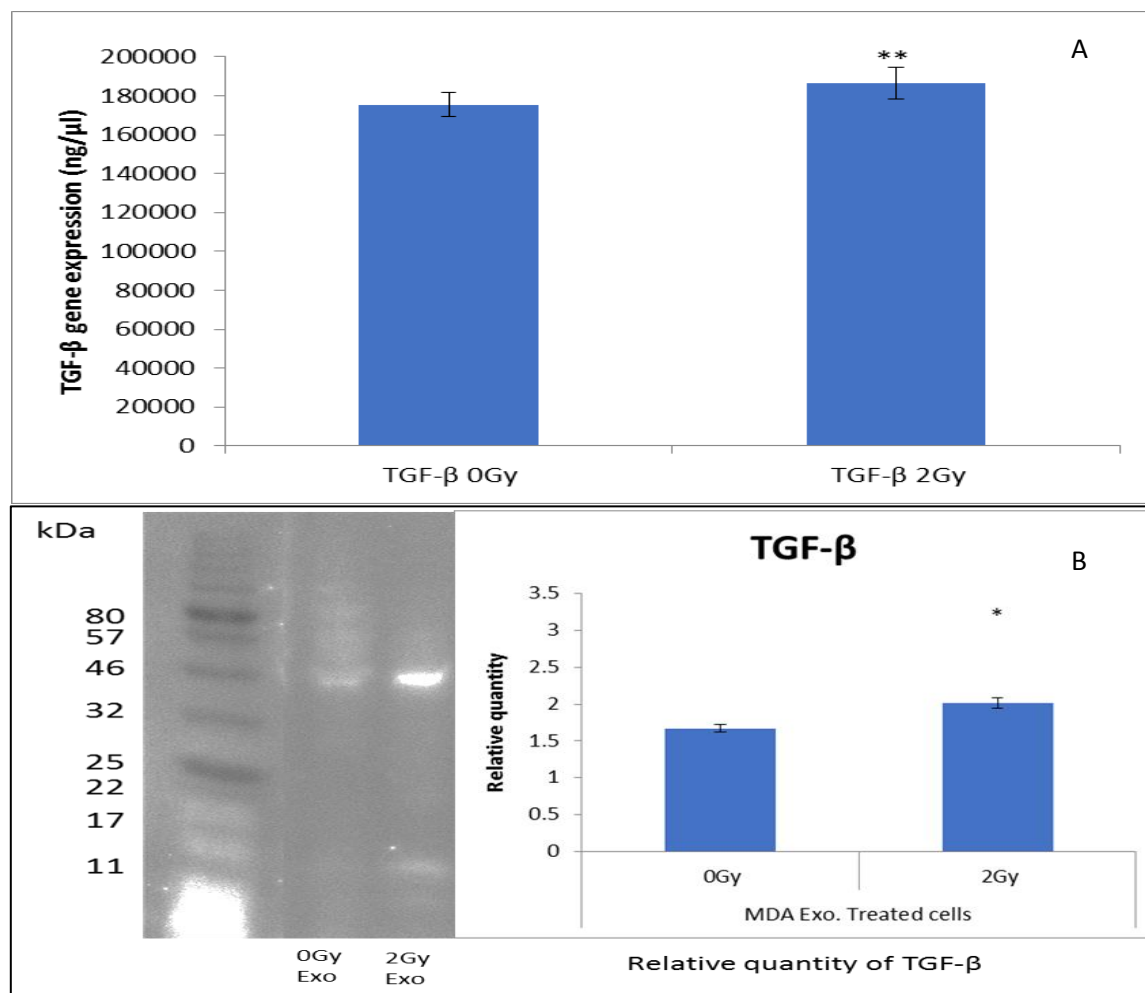 A
**
TGF-β gene expression (ng/µl)
200000
180000
160000
140000
120000
100000
80000
60000
40000
20000
0
TGF-β 0Gy
TGF-β 2Gy
kDa
80
57
46
32
25
22
17
11
0Gy
Exo
2Gy
Exo
TGF-β
B
*
Relative quantity
3.5
3
2.5
2
1.5
1
0.5
0
0Gy
2Gy
MDA Exo. Treated cells
Relative quantity of TGF-β